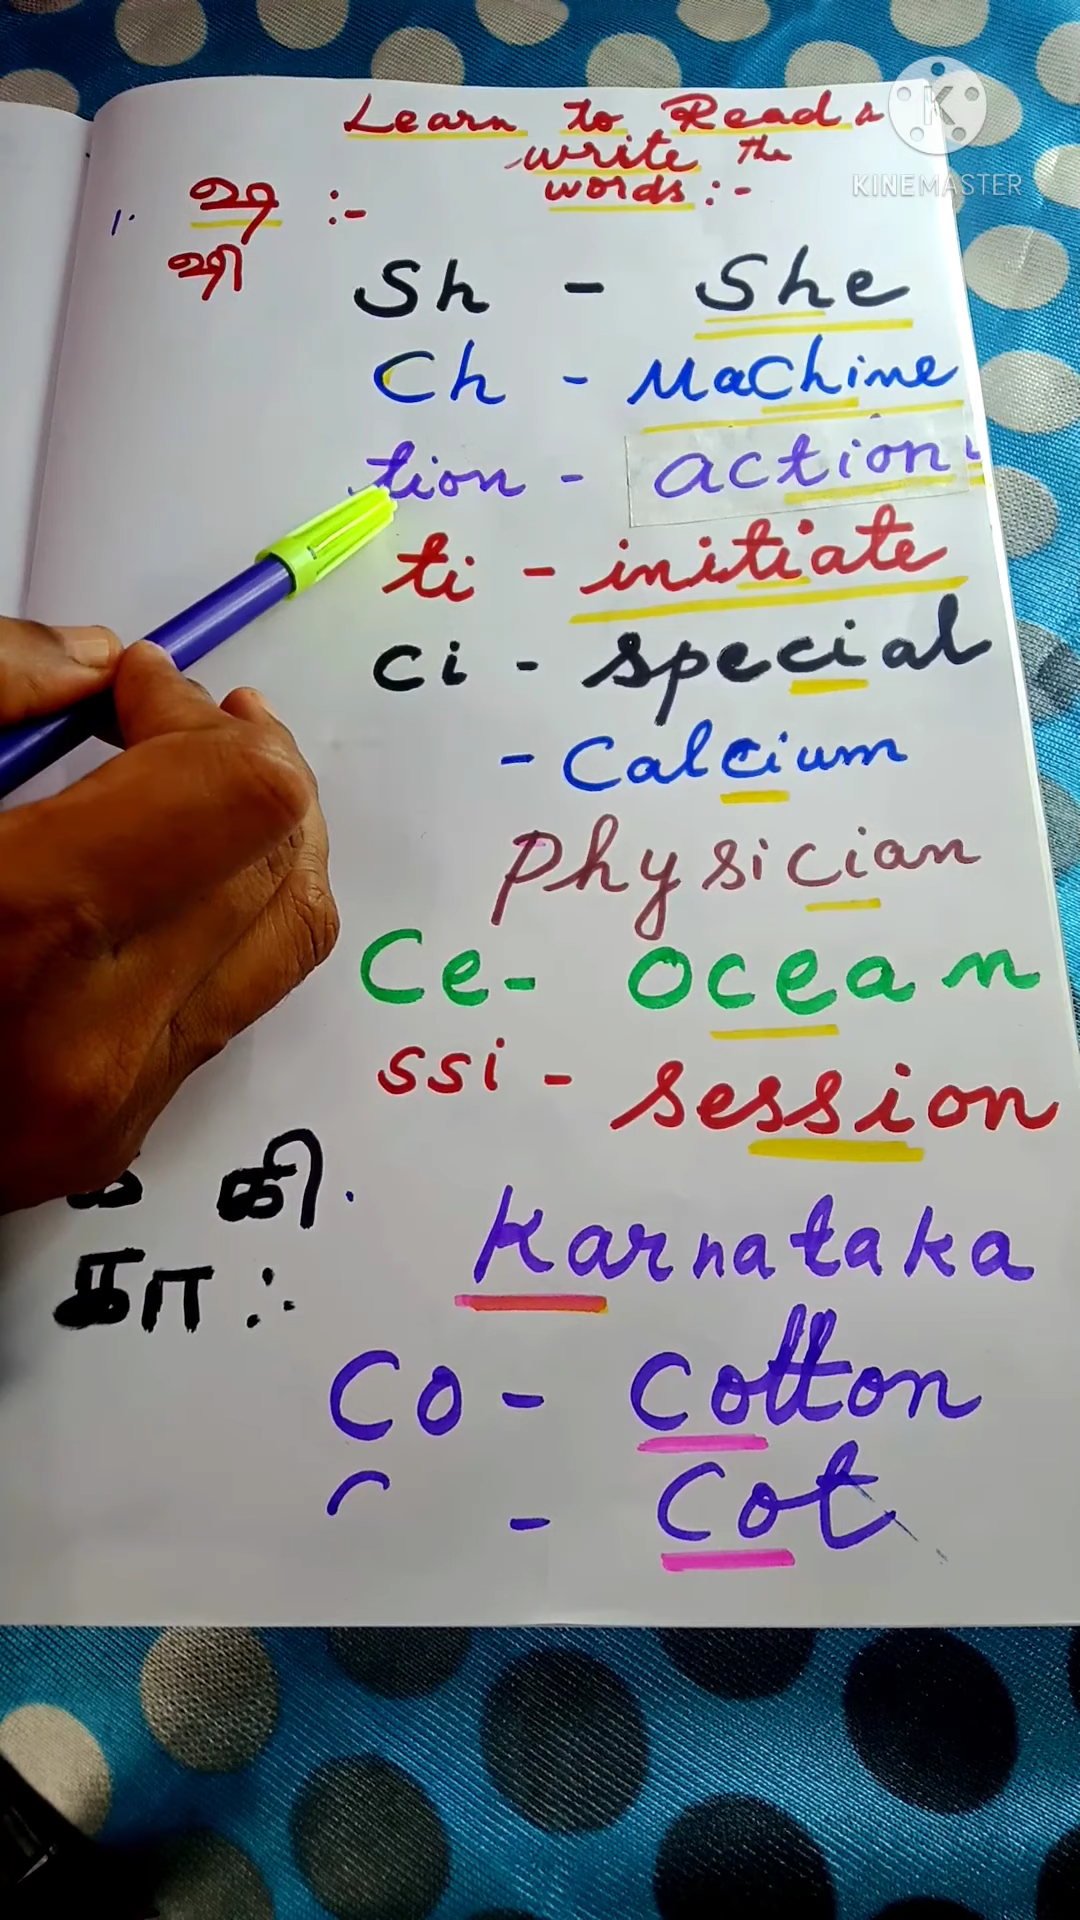 Learn to Read &
write the
words :-
KINEMASTER
1. ஷ :-
ஷி
Sh - She
Ch - Machine
tion - action
ti - initiate
ci - special
- Calcium
physician
Ce - ocean
ssi - session
கி .
Karnataka
கா :
Co - Cotton
- Cot